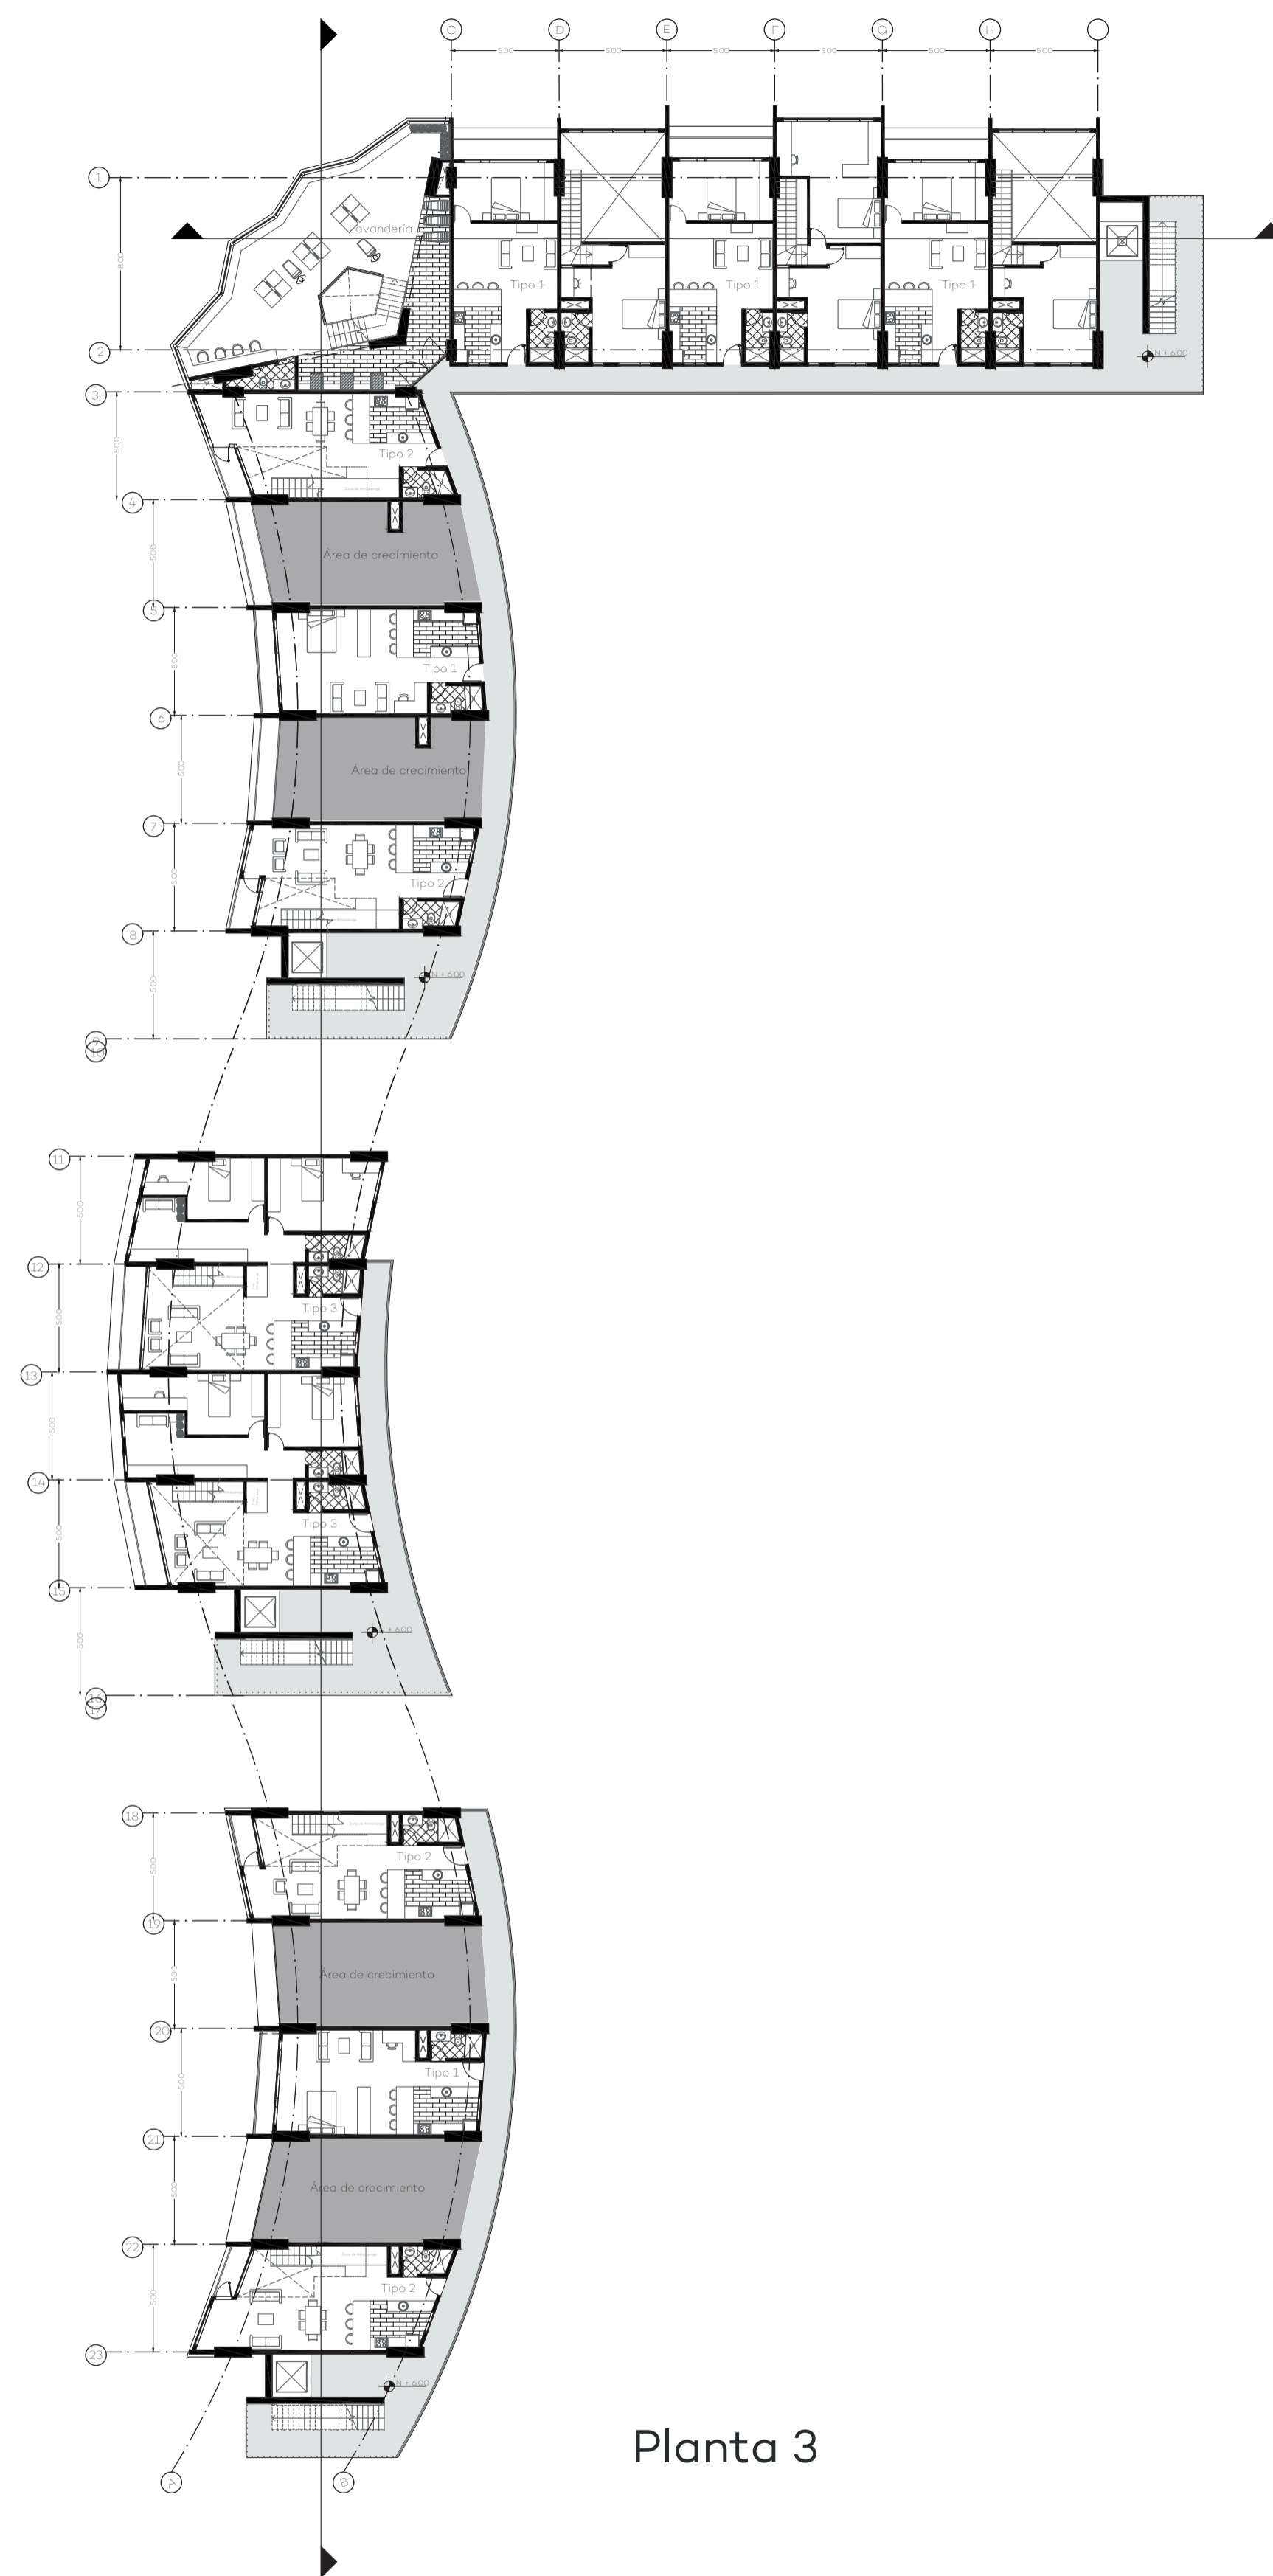 C D E F G H I
5.00 5.00 5.00 5.00 5.00 5.00
1
8.00
Lavandería
Tipo 1 Tipo 1 Tipo 1
2
N + 6.00
3
5.00
Tipo 2
4
5.00
Área de crecimiento
5
5.00
Tipo 1
6
5.00
Área de crecimiento
7
5.00
Tipo 2
8
5.00
N + 6.00
9
10
11
5.00
12
5.00
Tipo 3
13
5.00
14
5.00
Tipo 3
15
5.00
N + 6.00
16
17
18
5.00
Tipo 2
19
5.00
Área de crecimiento
20
5.00
Tipo 1
21
5.00
Área de crecimiento
22
5.00
Tipo 2
23
N + 6.00
Planta 3
A B